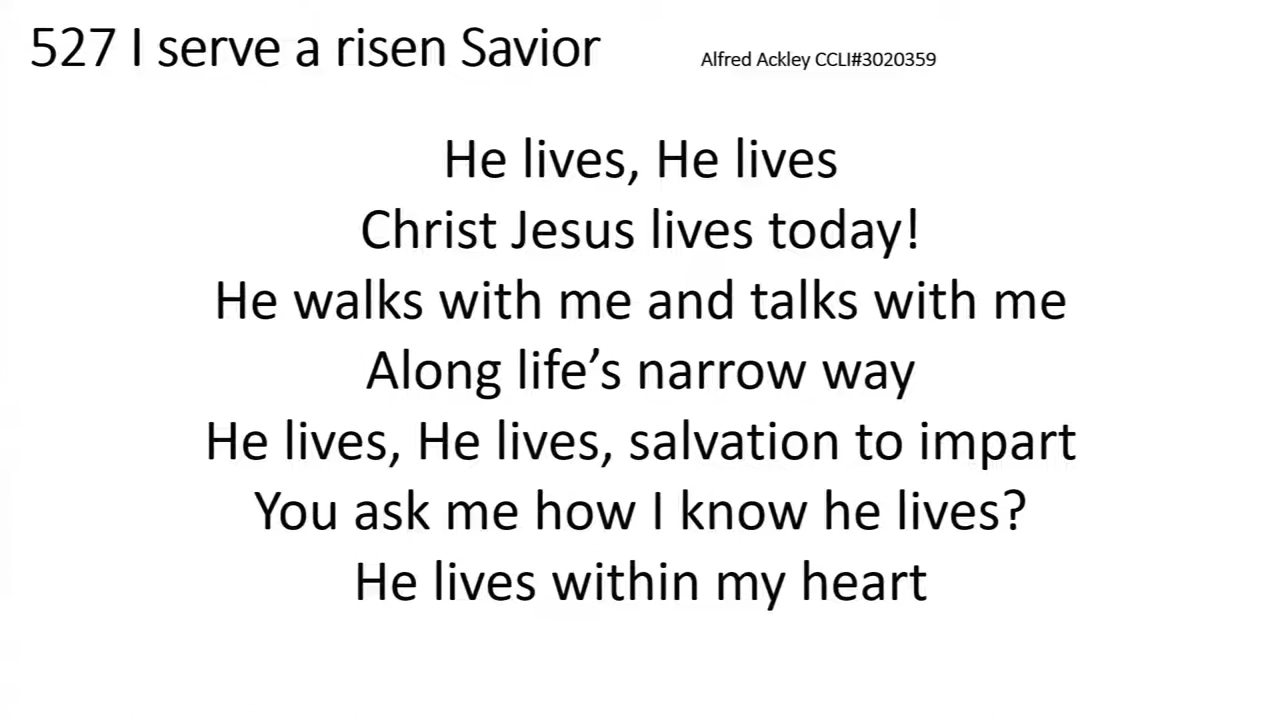 527 I serve a risen Savior
Alfred Ackley CCLI#3020359
He lives, He lives
Christ Jesus lives today!
He walks with me and talks with me
Along life’s narrow way
He lives, He lives, salvation to impart
You ask me how I know he lives?
He lives within my heart